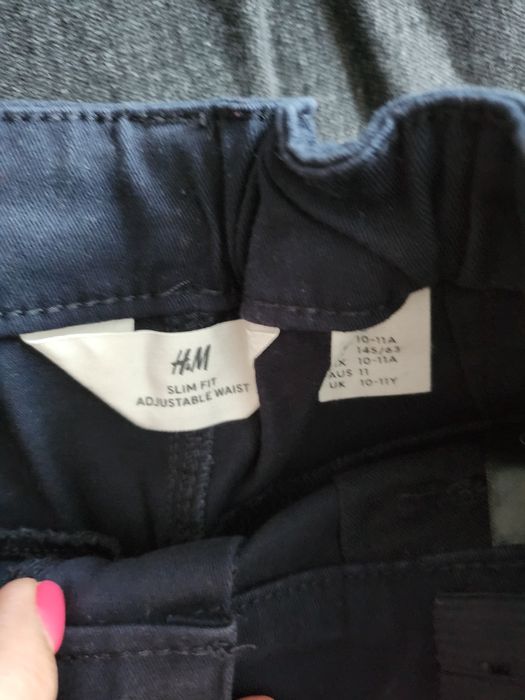 H&M
SLIM FIT
ADJUSTABLE WAIST
10-11A
145/63
10-11A
AUS 11
UK 10-11Y